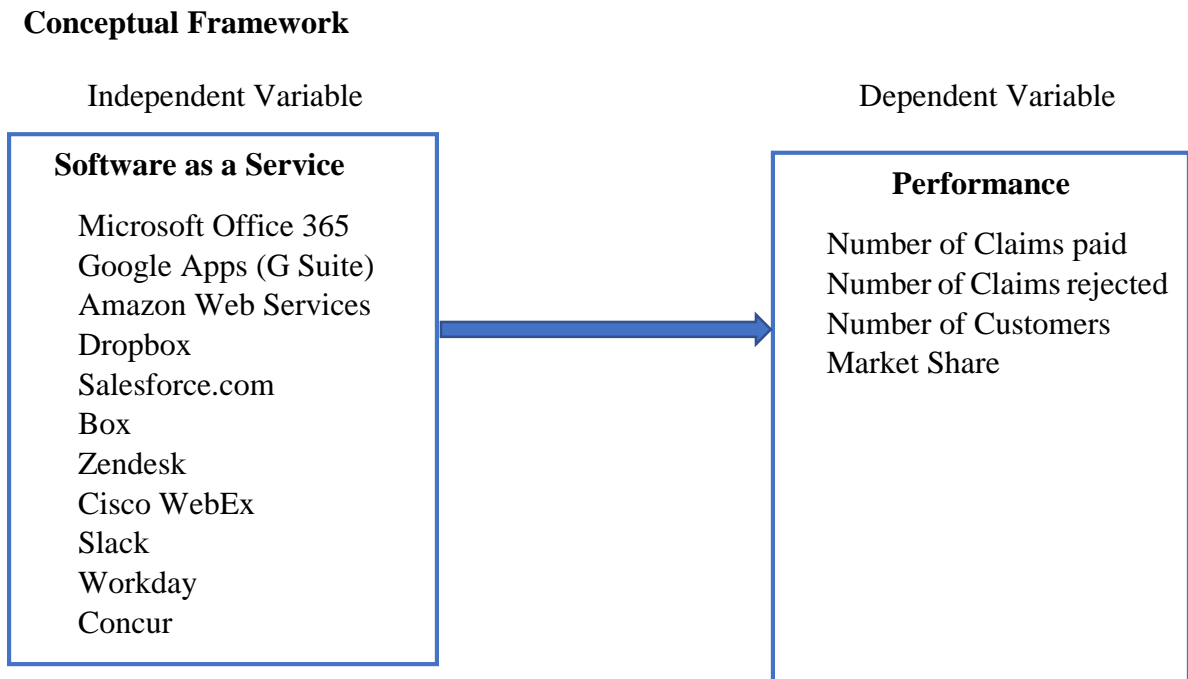 Conceptual Framework
Independent Variable
Dependent Variable
Software as a Service
Microsoft Office 365
Google Apps (G Suite)
Amazon Web Services
Dropbox
Salesforce.com
Box
Zendesk
Cisco WebEx
Slack
Workday
Concur
Performance
Number of Claims paid
Number of Claims rejected
Number of Customers
Market Share